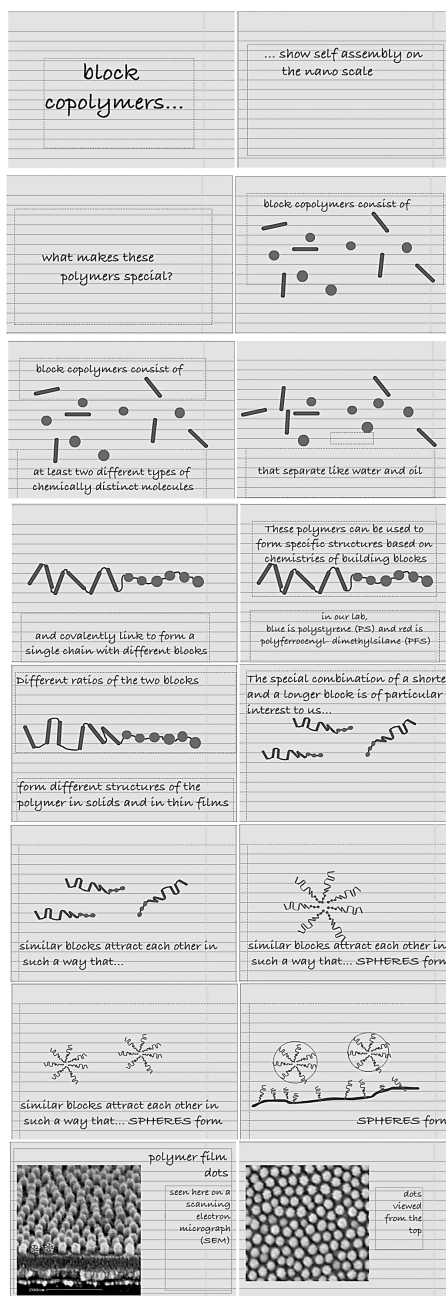 block
copolymers...
... show self assembly on
the nano scale
what makes these
polymers special?
block copolymers consist of
block copolymers consist of
at least two different types of
chemically distinct molecules
that separate like water and oil
and covalently link to form a
single chain with different blocks
These polymers can be used to
form specific structures based on
chemistries of building blocks
in our lab,
blue is polystyrene (PS) and red is
polyferrocenyl-dimethylsilane (PFS)
Different ratios of the two blocks
form different structures of the
polymer in solids and in thin films
The special combination of a shorte
and a longer block is of particular
interest to us...
similar blocks attract each other in
such a way that...
similar blocks attract each other in
such a way that... SPHERES form
similar blocks attract each other in
such a way that... SPHERES form
SPHERES form
polymer film
dots
seen here on a
scanning
electron
micrograph
(SEM)
dots
viewed
from the
top